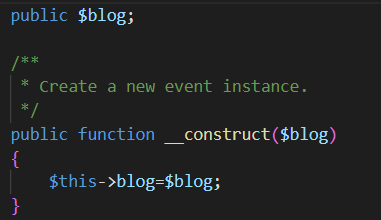 public $blog;
/**
 * Create a new event instance.
 */
public function __construct($blog)
{
    $this->blog=$blog;
}